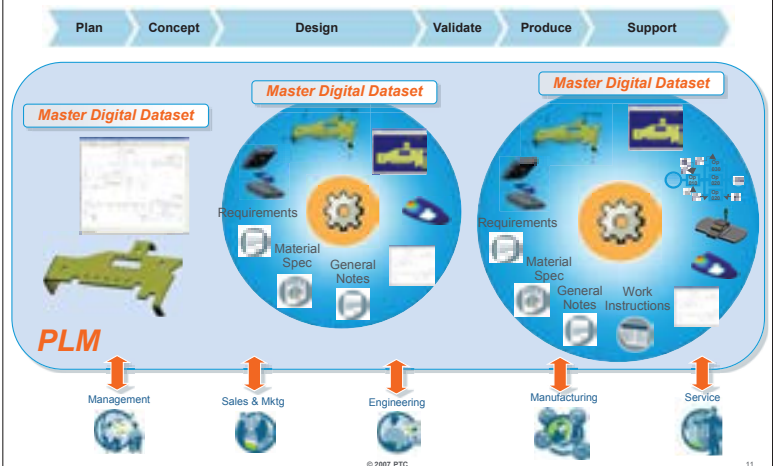 Plan
Concept
Design
Validate
Produce
Support
Master Digital Dataset
Master Digital Dataset
Master Digital Dataset
Requirements
Material
Spec
General
Notes
Requirements
Material
Spec
General
Notes
Work
Instructions
PLM
Management
Sales & Mktg
Engineering
Manufacturing
Service
© 2007 PTC
11